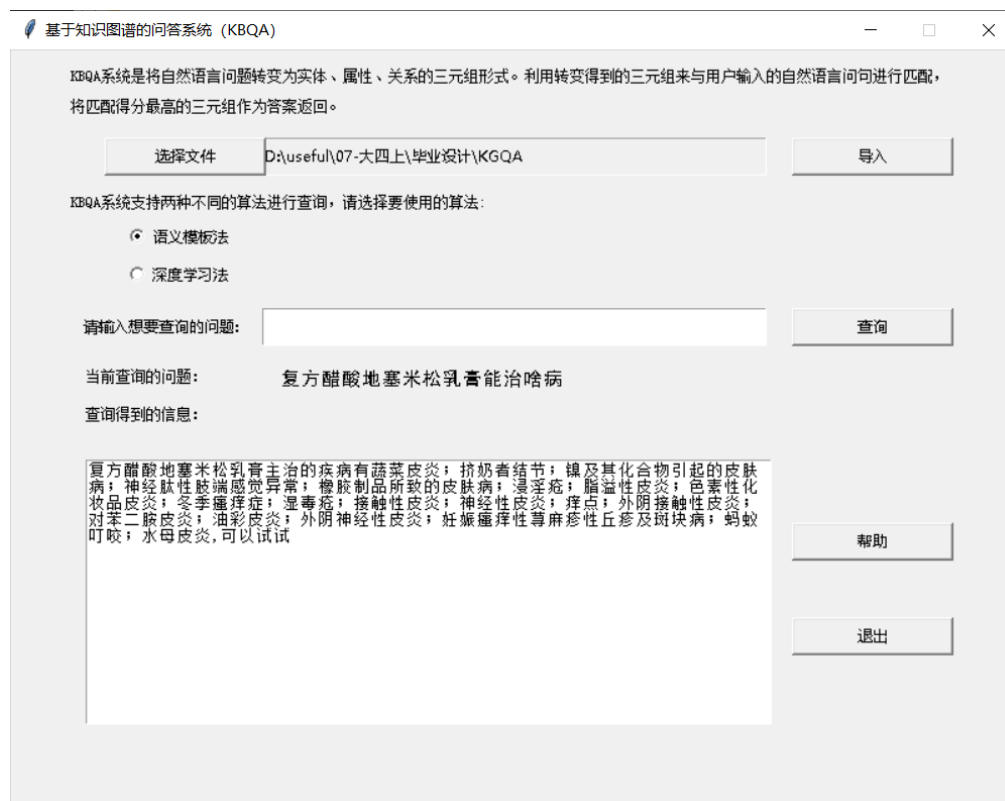 基于知识图谱的问答系统（KBQA）
KBQA系统是将自然语言问题转变为实体、属性、关系的三元组形式。利用转变得到的三元组来与用户输入的自然语言问句进行匹配，
将匹配得分最高的三元组作为答案返回。
选择文件 D:\useful\07-大四上\毕业设计\KGQA 导入
KBQA系统支持两种不同的算法进行查询，请选择要使用的算法:
语义模板法
深度学习法
请输入想要查询的问题: 查询
当前查询的问题: 复方醋酸地塞米松乳膏能治啥病
查询得到的信息:
复方醋酸地塞米松乳膏主治的疾病有蔬菜皮炎；挤奶者结节；镍及其化合物引起的皮肤
病；神经肽性肢端感觉异常；橡胶制品所致的皮肤病；浸淫疮；脂溢性皮炎；色素性化
妆品皮炎；冬季瘙痒症；湿毒疮；接触性皮炎；神经性皮炎；痒点；外阴接触性皮炎；
对苯二胺皮炎；油彩皮炎；外阴神经性皮炎；妊娠瘙痒性荨麻疹性丘疹及斑块病；蚂蚁
叮咬；水母皮炎,可以试试
帮助
退出